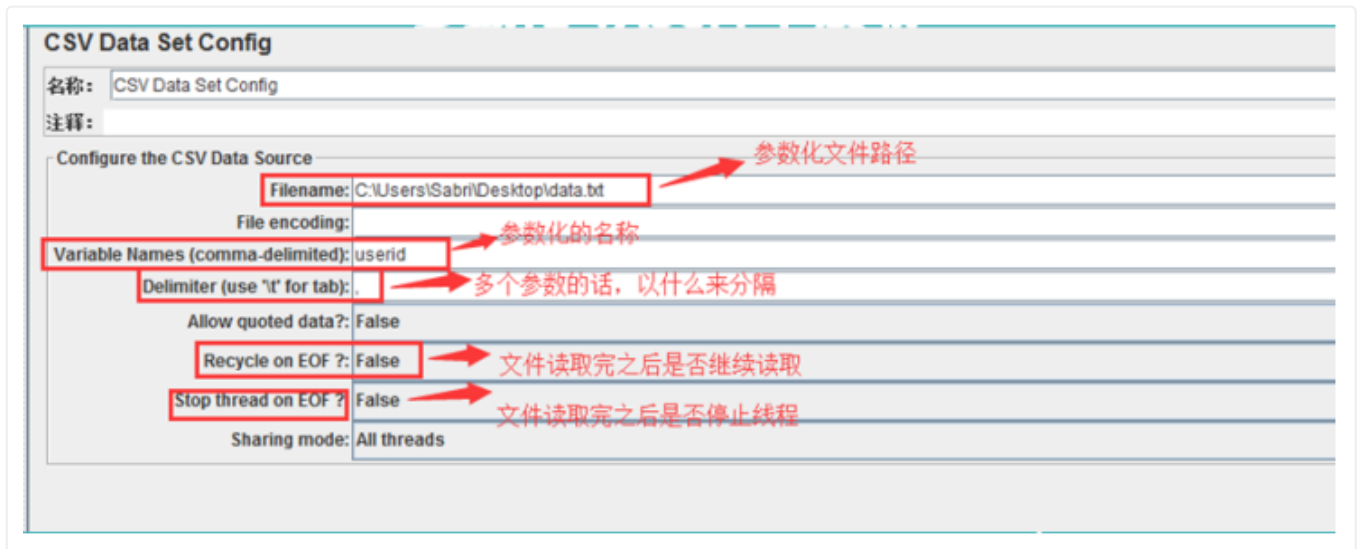 CSV Data Set Config
名称： CSV Data Set Config
注释：
Configure the CSV Data Source
参数化文件路径
Filename: C:\Users\Sabri\Desktop\data.txt
File encoding:
参数化的名称
Variable Names (comma-delimited): userid
Delimiter (use '\t' for tab): , 多个参数的话，以什么来分隔
Allow quoted data?: False
Recycle on EOF ?: False 文件读取完之后是否继续读取
Stop thread on EOF ? False 文件读取完之后是否停止线程
Sharing mode: All threads